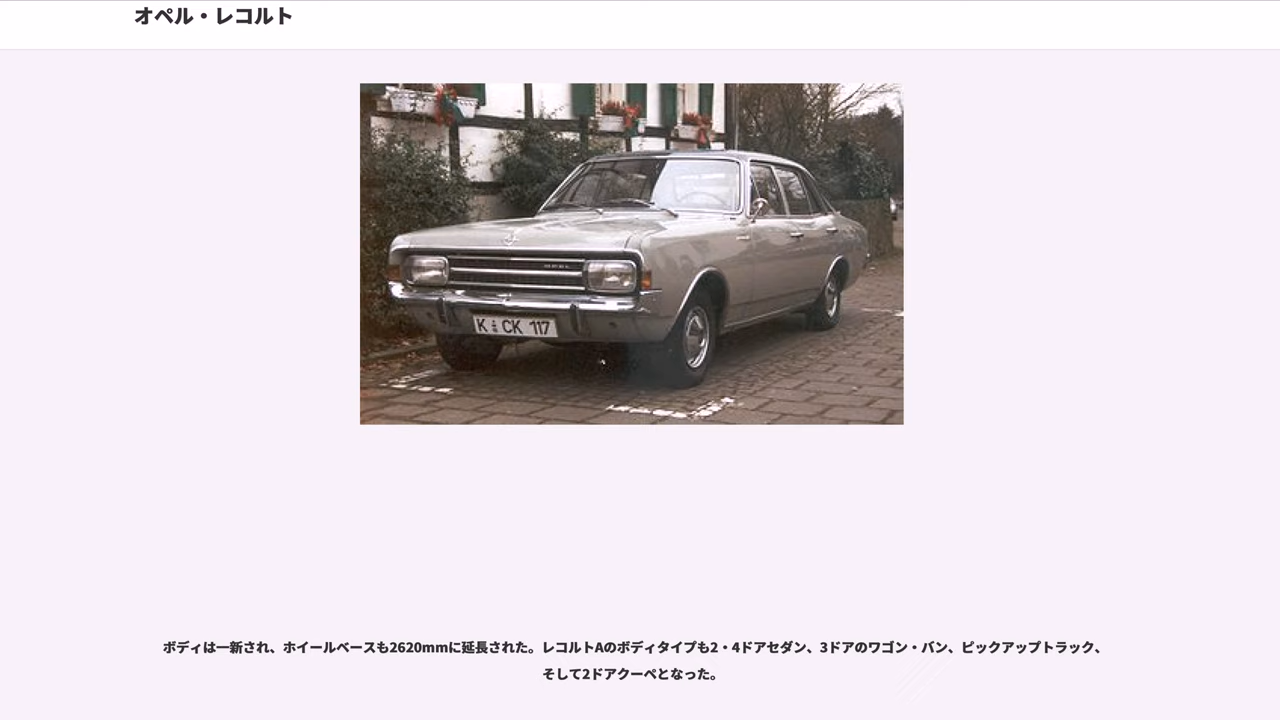 オペル・レコルト
OPEL
K CK 117
ボディは一新され、ホイールベースも2620mmに延長された。レコルトAのボディタイプも2・4ドアセダン、3ドアのワゴン・バン、ピックアップトラック、
そして2ドアクーペとなった。